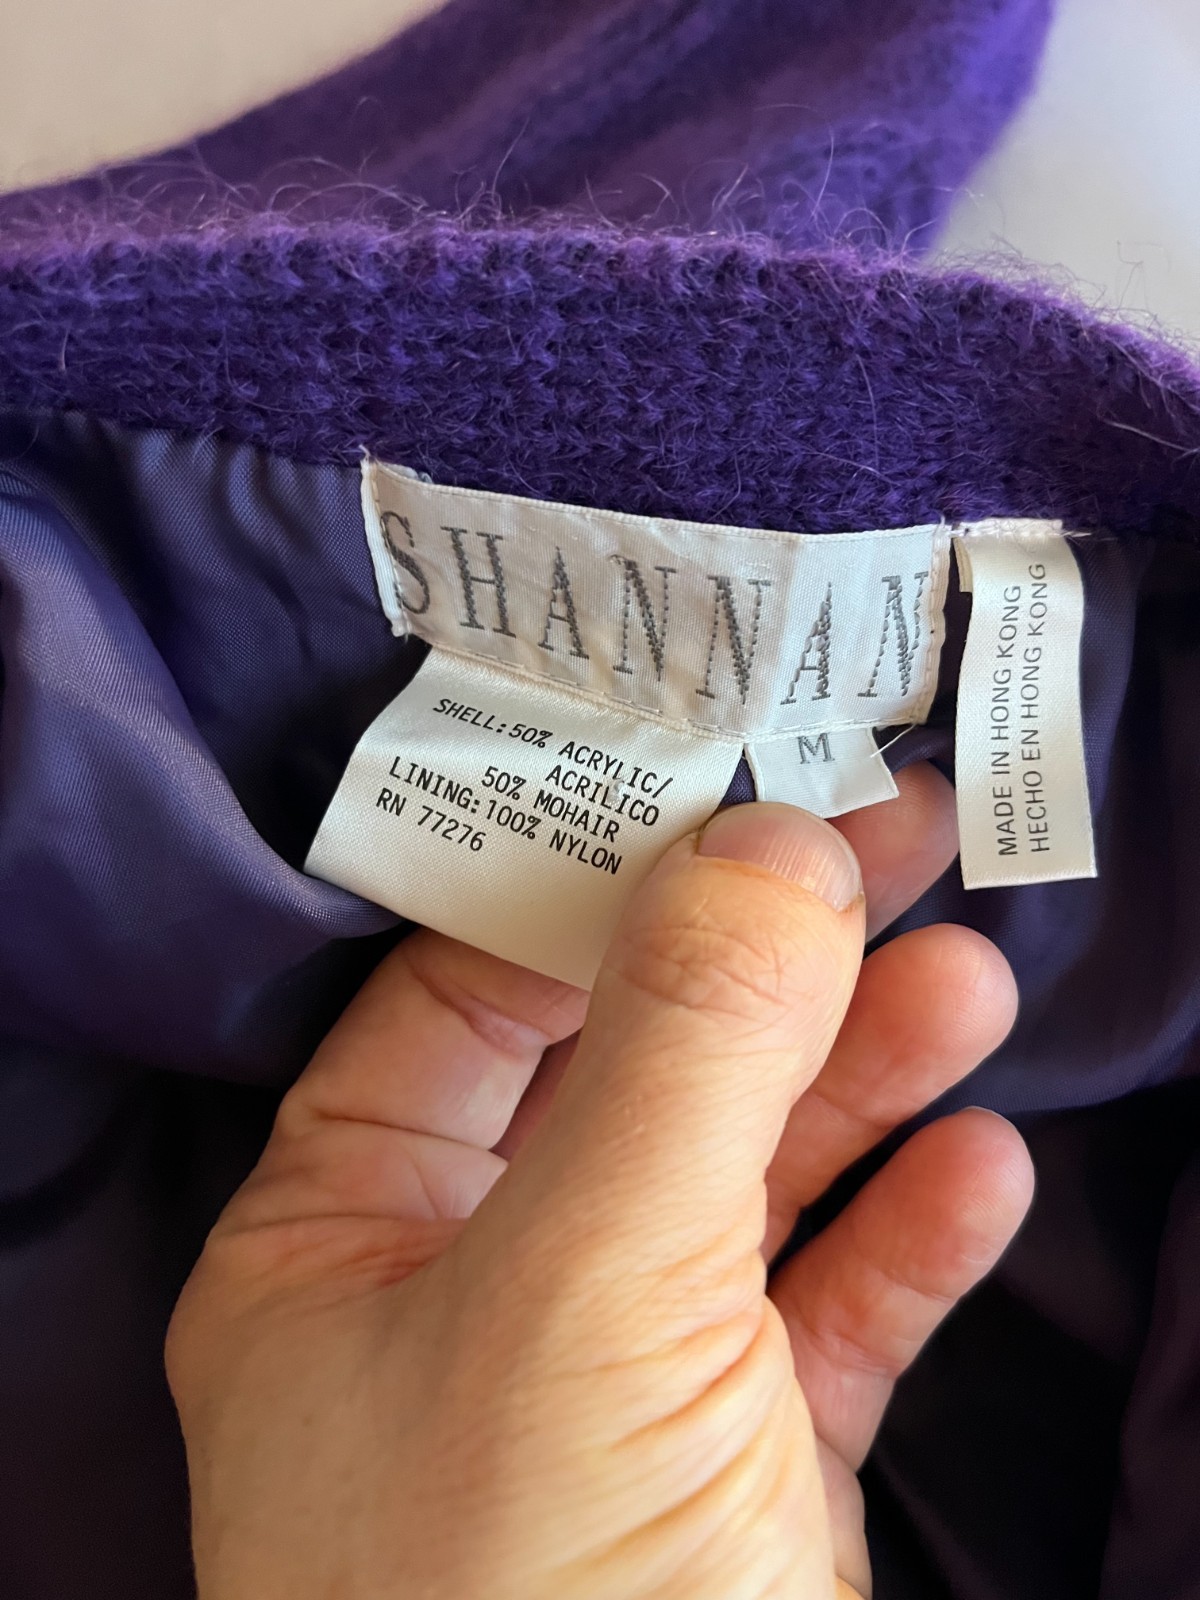 SHANNAN
SHELL:50% ACRYLIC/
ACRILICO
50% MOHAIR
LINING:100% NYLON
RN 77276
M
MADE IN HONG KONG
HECHO EN HONG KONG